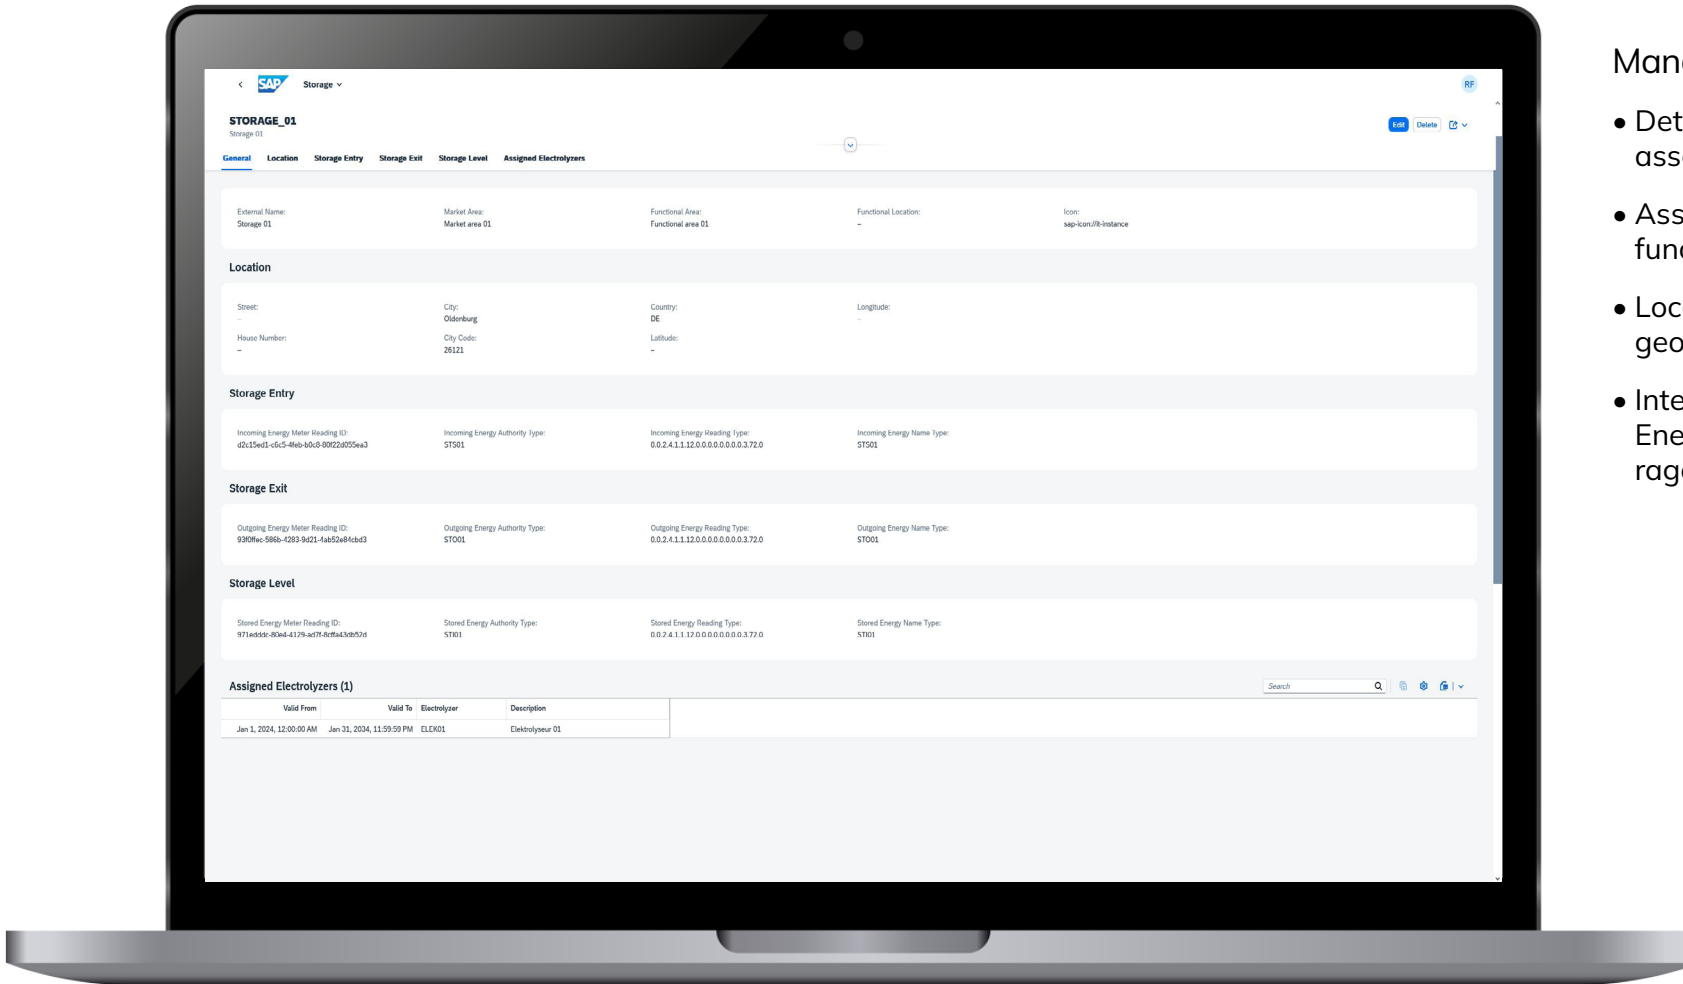 SAP Storage
RF
STORAGE_01
Storage 01
Edit Delete
General Location Storage Entry Storage Exit Storage Level Assigned Electrolyzers
External Name: Market Area: Functional Area: Functional Location: Icon:
Storage 01 Market area 01 Functional area 01 – sap-icon://it-instance
Location
Street: City: Country: Longitude:
– Oldenburg DE –
House Number: City Code: Latitude:
– 26121 –
Storage Entry
Incoming Energy Meter Reading ID: Incoming Energy Authority Type: Incoming Energy Reading Type: Incoming Energy Name Type:
d2c15ed1-c6c5-4feb-b0c8-80f22d055ea3 STS01 0.0.2.4.1.1.12.0.0.0.0.0.0.0.0.3.72.0 STS01
Storage Exit
Outgoing Energy Meter Reading ID: Outgoing Energy Authority Type: Outgoing Energy Reading Type: Outgoing Energy Name Type:
93f0ffec-586b-4283-9d21-4ab52e84cbd3 STO01 0.0.2.4.1.1.12.0.0.0.0.0.0.0.0.3.72.0 STO01
Storage Level
Stored Energy Meter Reading ID: Stored Energy Authority Type: Stored Energy Reading Type: Stored Energy Name Type:
971edddc-80e4-4129-ad7f-8cffa43db52d STI01 0.0.2.4.1.1.12.0.0.0.0.0.0.0.0.3.72.0 STI01
Assigned Electrolyzers (1) Search
Valid From Valid To Electrolyzer Description
Jan 1, 2024, 12:00:00 AM Jan 31, 2034, 11:59:59 PM ELEK01 Elektrolyseur 01
Man
• Det
ass
• Ass
fun
• Loc
geo
• Inte
Ene
rag